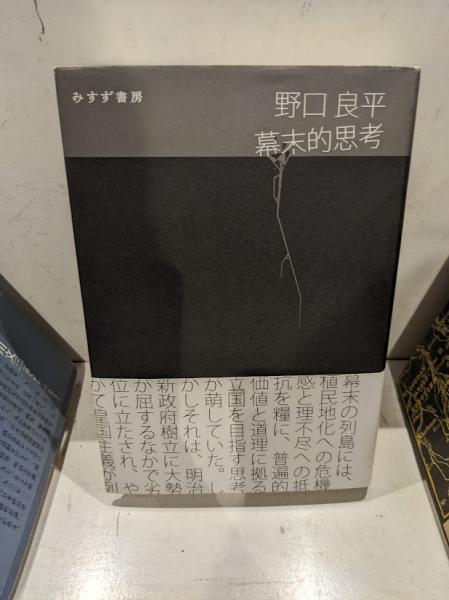 みすず書房
野口良平
幕末的思考
幕末の列島には、
植民地化への危機
感と理不尽への抵
抗を糧に、普遍的
価値と道理に拠る
立国を目指す思考
が萌していた。し
かしそれは、明治
新政府樹立に大勢
が屈するなかで劣
位に立たされ、や
がて皇国主義が列